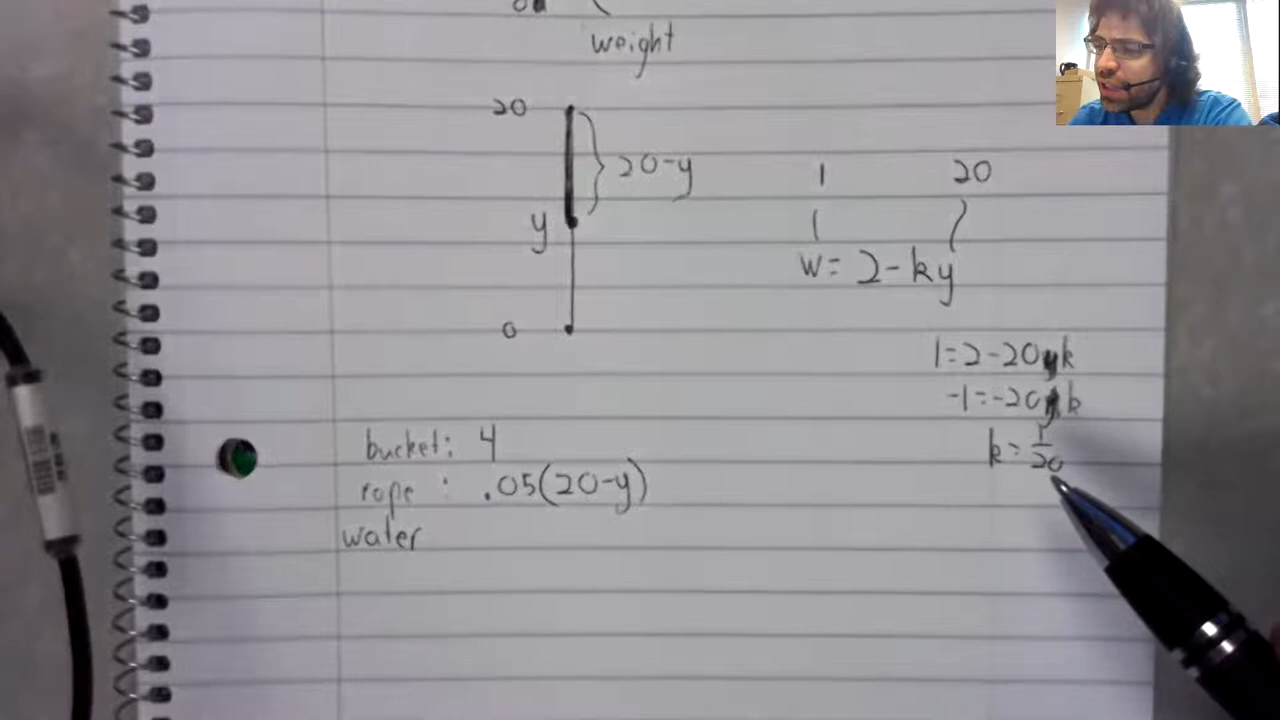 weight
20
20-y
y
0
1 20
W= 2-ky
1=2-20k
-1=-20k
k=1/20
bucket: 4
rope : .05(20-y)
water